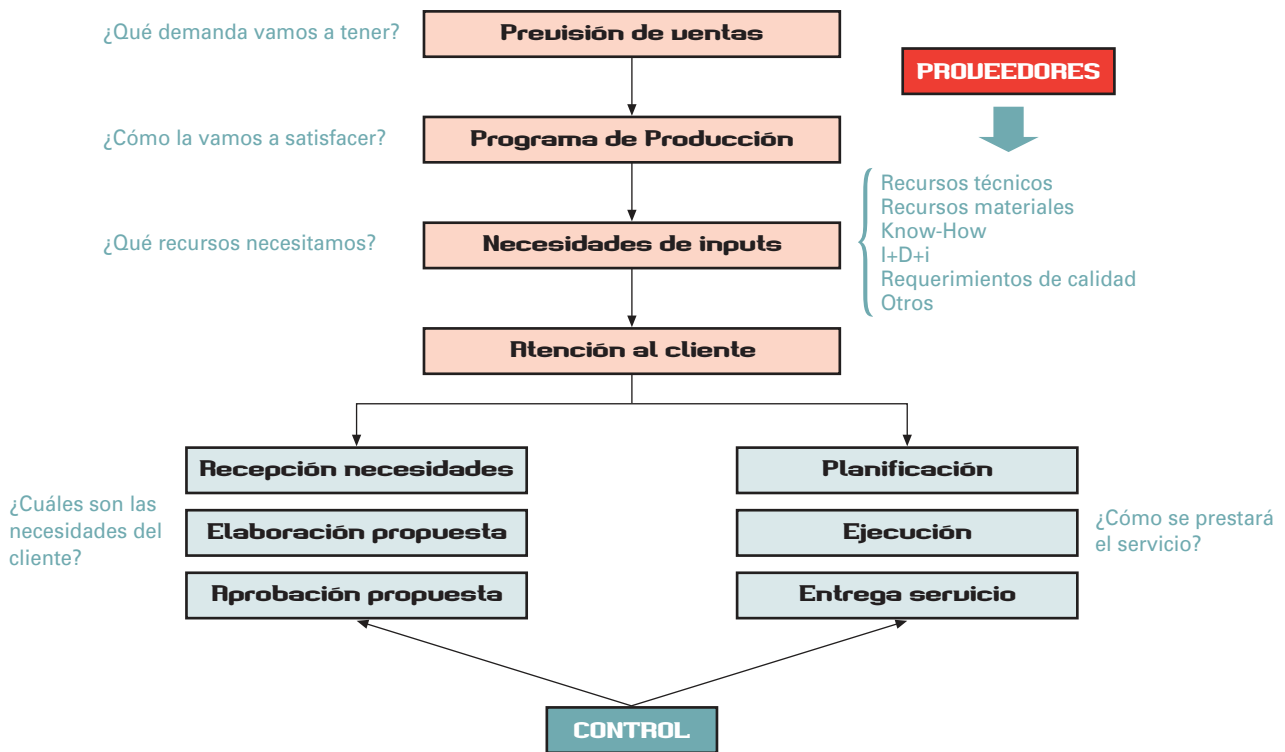 ¿Qué demanda vamos a tener?
Previsión de ventas
PROVEEDORES
¿Cómo la vamos a satisfacer?
Programa de Producción
¿Qué recursos necesitamos?
Necesidades de inputs
Recursos técnicos
Recursos materiales
Know-How
I+D+i
Requerimientos de calidad
Otros
Atención al cliente
¿Cuáles son las
necesidades del
cliente?
Recepción necesidades
Elaboración propuesta
Aprobación propuesta
Planificación
Ejecución
Entrega servicio
¿Cómo se prestará
el servicio?
CONTROL